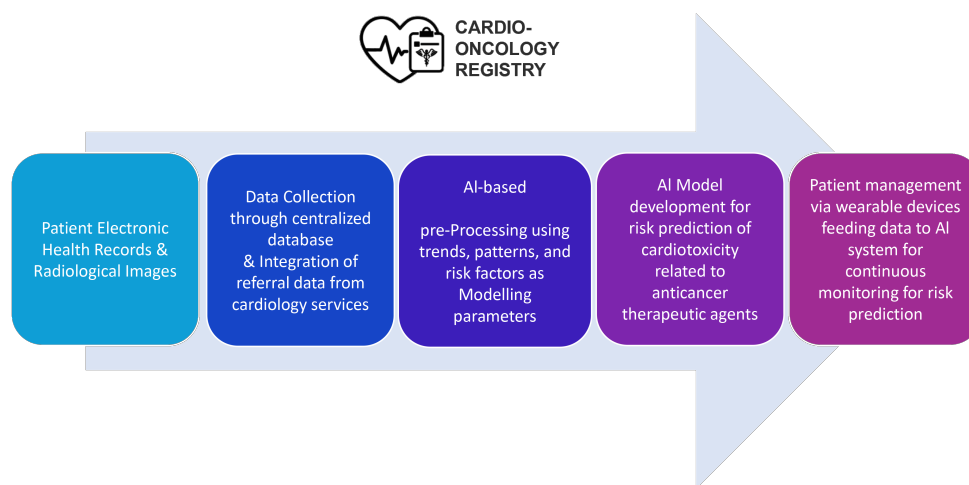 CARDIO-
ONCOLOGY
REGISTRY
Patient Electronic
Health Records &
Radiological Images
Data Collection
through centralized
database
& Integration of
referral data from
cardiology services
AI-based
pre-Processing using
trends, patterns, and
risk factors as
Modelling
parameters
AI Model
development for
risk prediction of
cardiotoxicity
related to
anticancer
therapeutic agents
Patient management
via wearable devices
feeding data to AI
system for
continuous
monitoring for risk
prediction